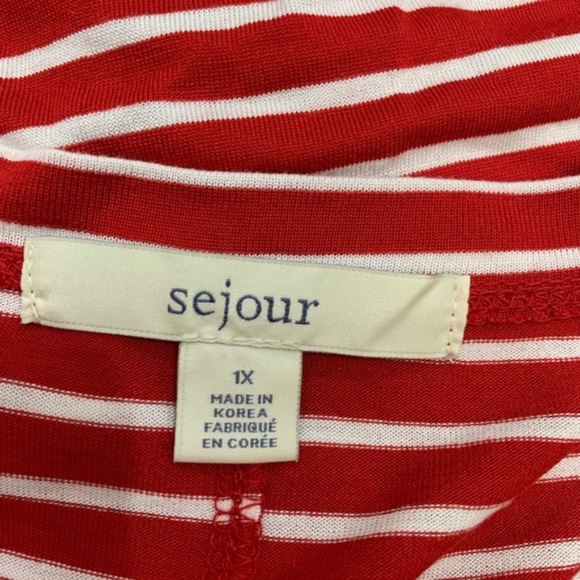 sejour
1X
MADE IN
KOREA
FABRIQUÉ
EN CORÉE